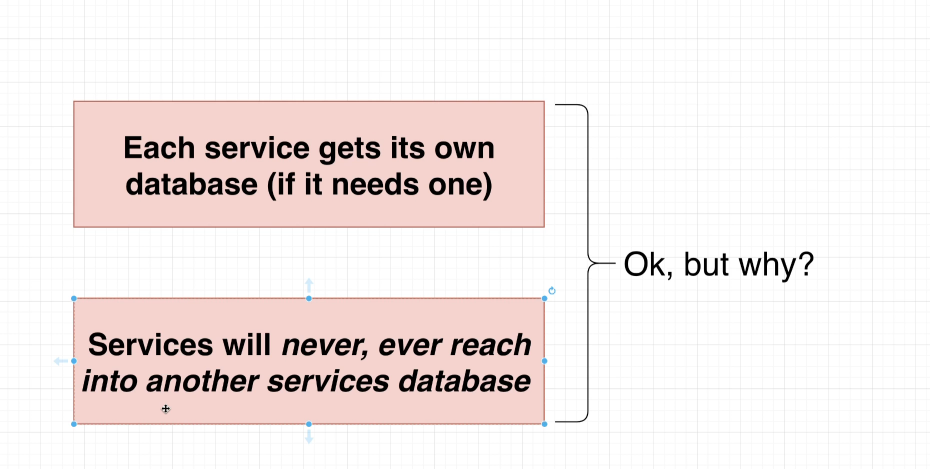 Each service gets its own
database (if it needs one)
Ok, but why?
Services will never, ever reach
into another services database